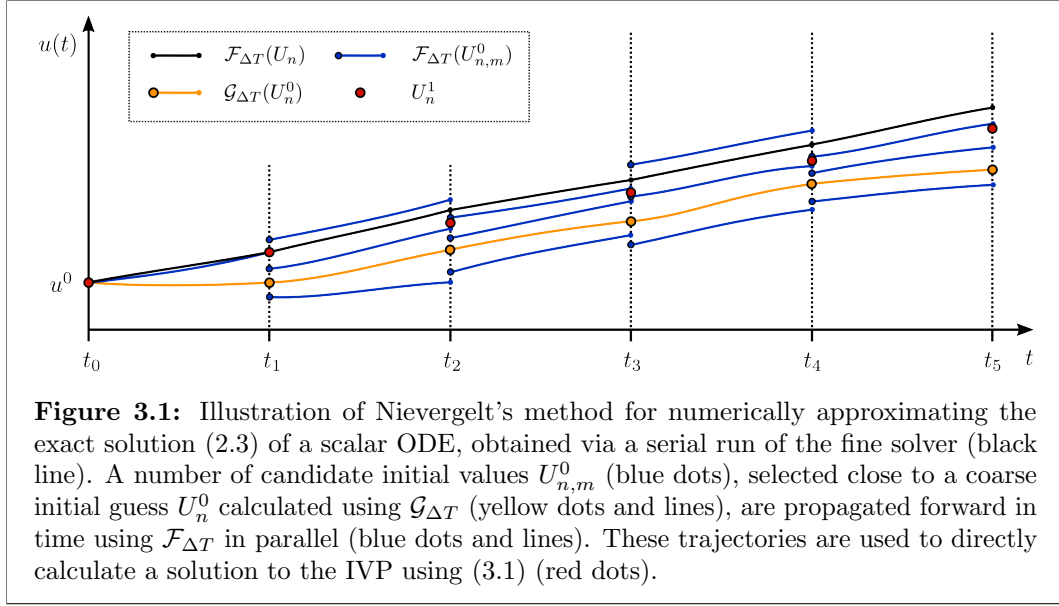 u(t)
𝓕_{ΔT}(U_n) 𝓕_{ΔT}(U^0_{n,m})
𝓖_{ΔT}(U^0_n) U^1_n
u^0
t_0 t_1 t_2 t_3 t_4 t_5 t
Figure 3.1: Illustration of Nievergelt's method for numerically approximating the
exact solution (2.3) of a scalar ODE, obtained via a serial run of the fine solver (black
line). A number of candidate initial values U^0_{n,m} (blue dots), selected close to a coarse
initial guess U^0_n calculated using 𝓖_{ΔT} (yellow dots and lines), are propagated forward in
time using 𝓕_{ΔT} in parallel (blue dots and lines). These trajectories are used to directly
calculate a solution to the IVP using (3.1) (red dots).